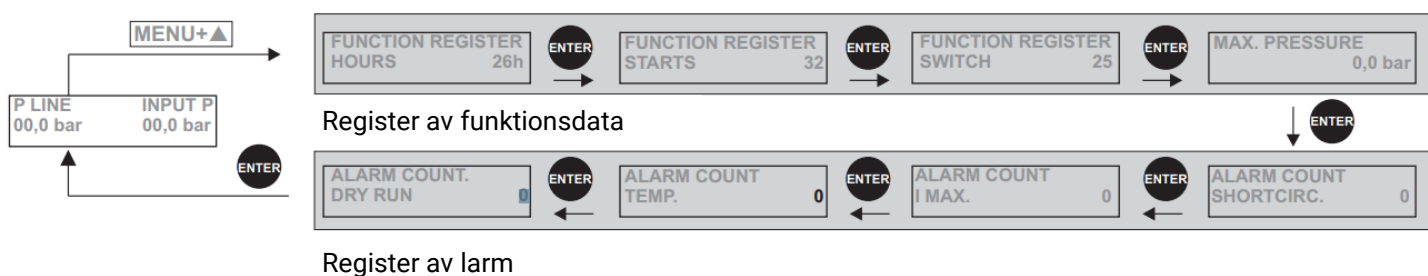 MENU+▲
P LINE INPUT P
00,0 bar 00,0 bar
ENTER
FUNCTION REGISTER
HOURS 26h
ENTER
FUNCTION REGISTER
STARTS 32
ENTER
FUNCTION REGISTER
SWITCH 25
ENTER
MAX. PRESSURE
0,0 bar
Register av funktionsdata
ENTER
ALARM COUNT.
DRY RUN 0
ENTER
ALARM COUNT
TEMP. 0
ENTER
ALARM COUNT
I MAX. 0
ENTER
ALARM COUNT
SHORTCIRC. 0
Register av larm